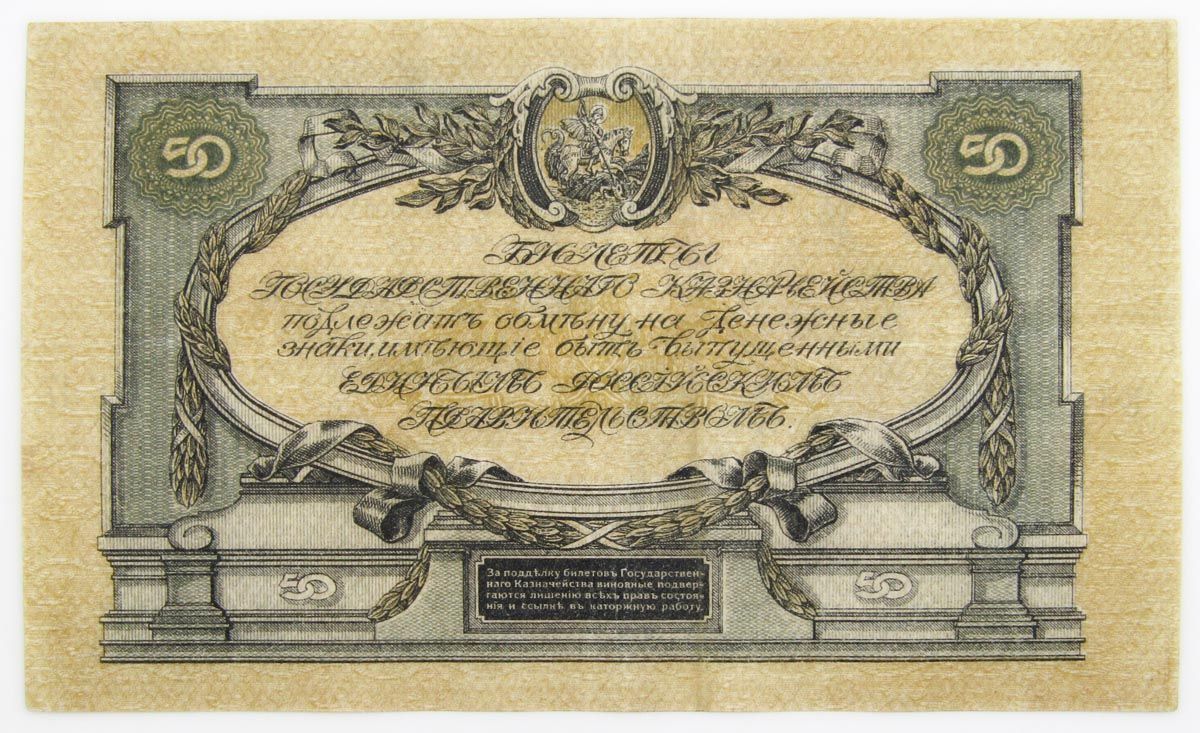 50 50
БИЛЕТЫ
ГОСУДАРСТВЕННАГО КАЗНАЧЕЙСТВА
подлежатъ обмѣну на денежные
знаки, имѣющіе быть выпущенными
ЕДИНЫМЪ РОССІЙСКИМЪ
ПРАВИТЕЛЬСТВОМЪ.
50 50
За поддѣлку билетовъ Государствен-
наго Казначейства виновные подвер-
гаются лишенію всѣхъ правъ состоя-
нія и ссылкѣ въ каторжную работу.